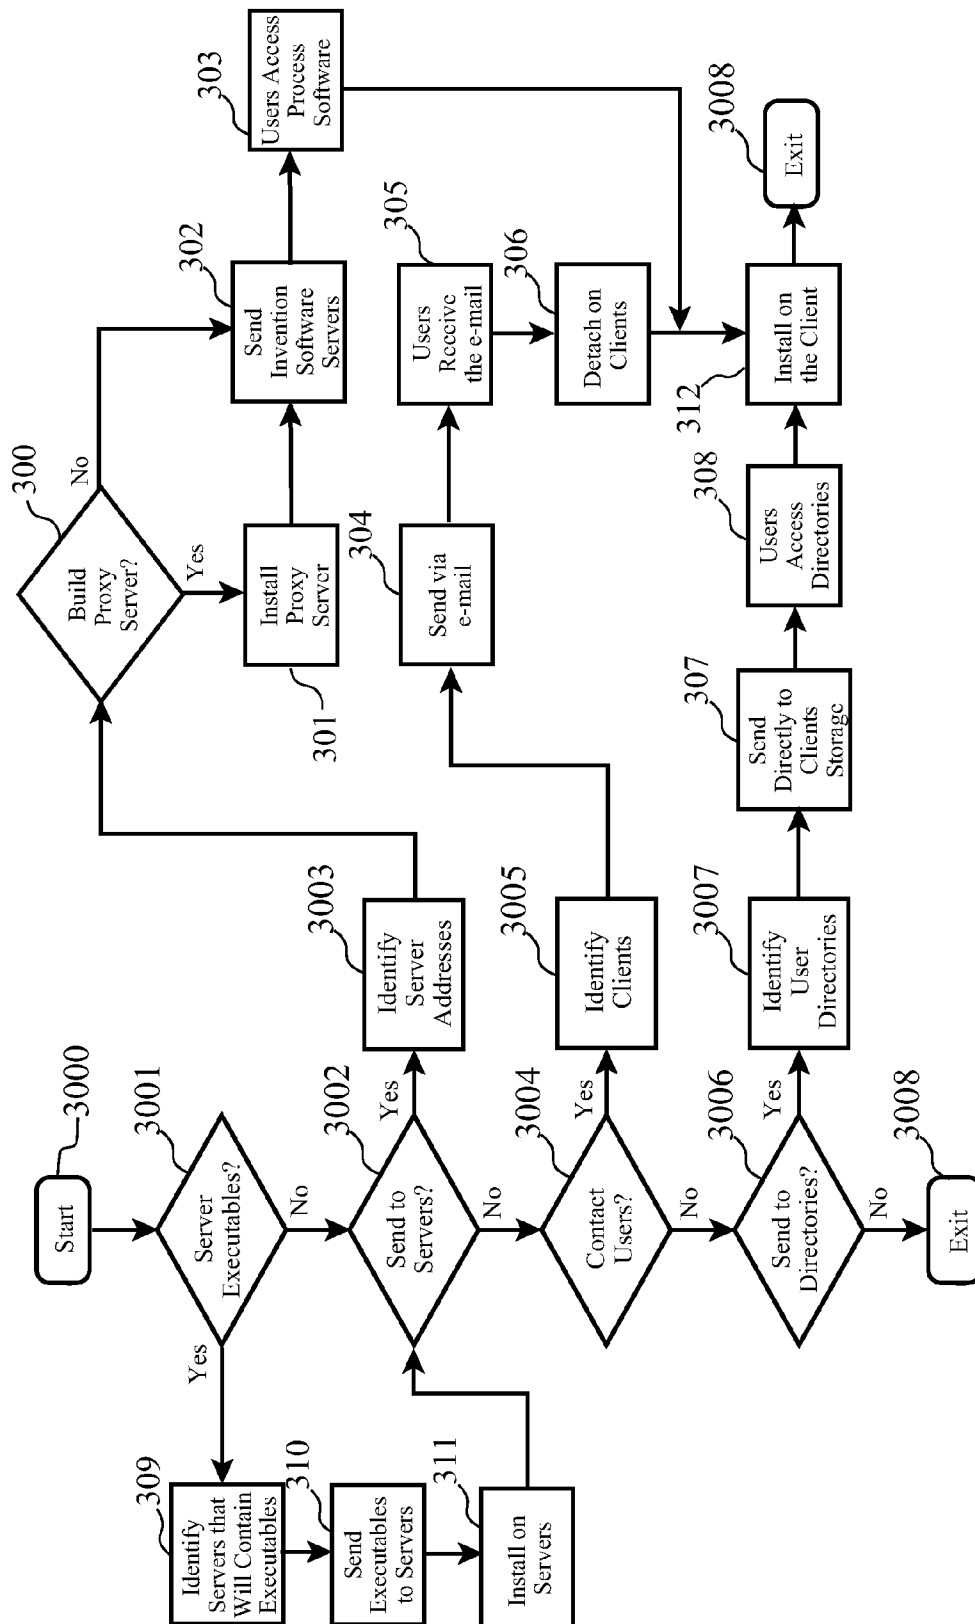 Start
3000
Build
Proxy
Server?
300
No
Yes
Server
Executables?
3001
Yes
No
Identify
Servers that
Will Contain
Executables
309
Install
Proxy
Server
301
Send
Invention
Software
Servers
302
Users Access
Process
Software
303
Send
Executables
to Servers
310
Send to
Servers?
3002
Yes
No
Identify
Server
Addresses
3003
Send via
e-mail
304
Users
Receive
the e-mail
305
Install on
Servers
311
Contact
Users?
3004
Yes
No
Identify
Clients
3005
Detach on
Clients
306
Send to
Directories?
3006
Yes
No
Identify
User
Directories
3007
Send
Directly to
Clients
Storage
307
Users
Access
Directories
308
Install on
the Client
312
Exit
3008
Exit
3008